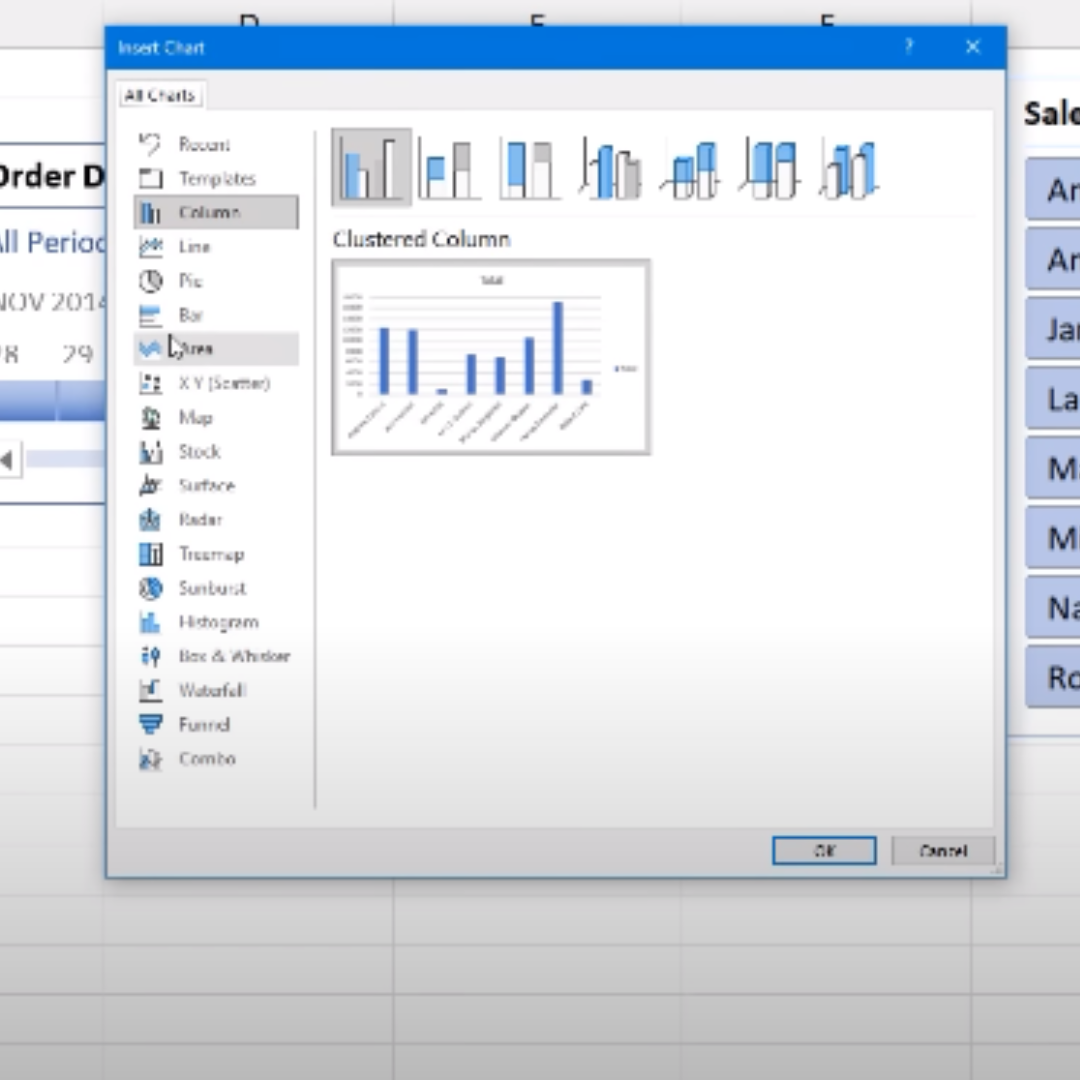 Insert Chart
?
All Charts
Recent
Templates
Column
Line
Pie
Bar
Area
X Y (Scatter)
Map
Stock
Surface
Radar
Treemap
Sunburst
Histogram
Box & Whisker
Waterfall
Funnel
Combo
Clustered Column
Total
OK
Cancel
Order D
All Perioc
NOV 2014
28 29
Sale
An
An
Jan
La
Ma
Mi
Na
Ro